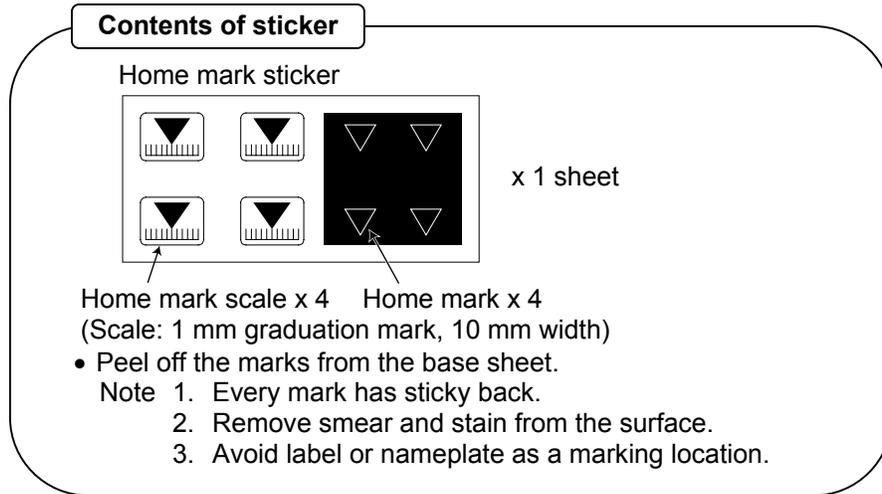 Contents of sticker
Home mark sticker
x 1 sheet
Home mark scale x 4 Home mark x 4
(Scale: 1 mm graduation mark, 10 mm width)
• Peel off the marks from the base sheet.
Note 1. Every mark has sticky back.
2. Remove smear and stain from the surface.
3. Avoid label or nameplate as a marking location.